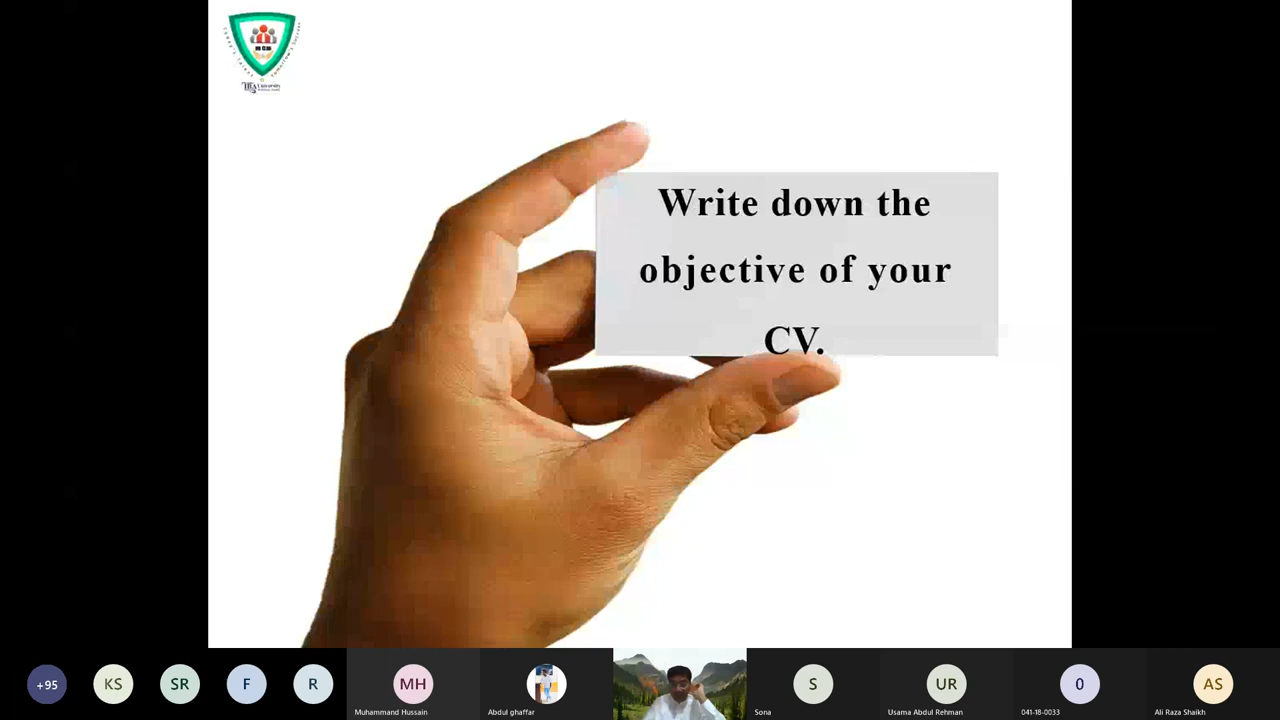 Write down the
objective of your
CV.
+95
KS
SR
F
R
MH
S
UR
0
AS
Muhammand Hussain
Abdul ghaffar
Sona
Usama Abdul Rehman
041-18-0033
Ali Raza Shaikh